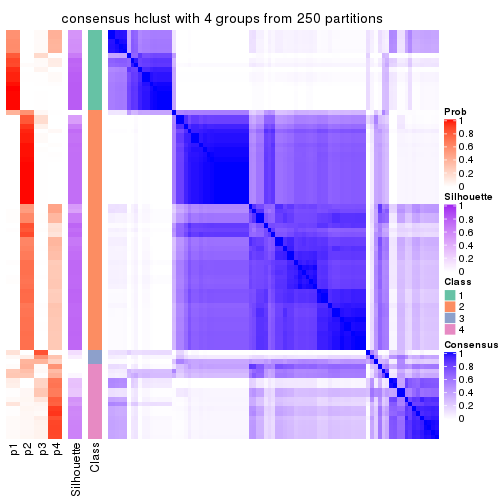 consensus hclust with 4 groups from 250 partitions
Prob
1
0.8
0.6
0.4
0.2
0
Silhouette
1
0.8
0.6
0.4
0.2
0
Class
1
2
3
4
Consensus
1
0.8
0.6
0.4
0.2
0
p1
p2
p3
p4
Silhouette
Class